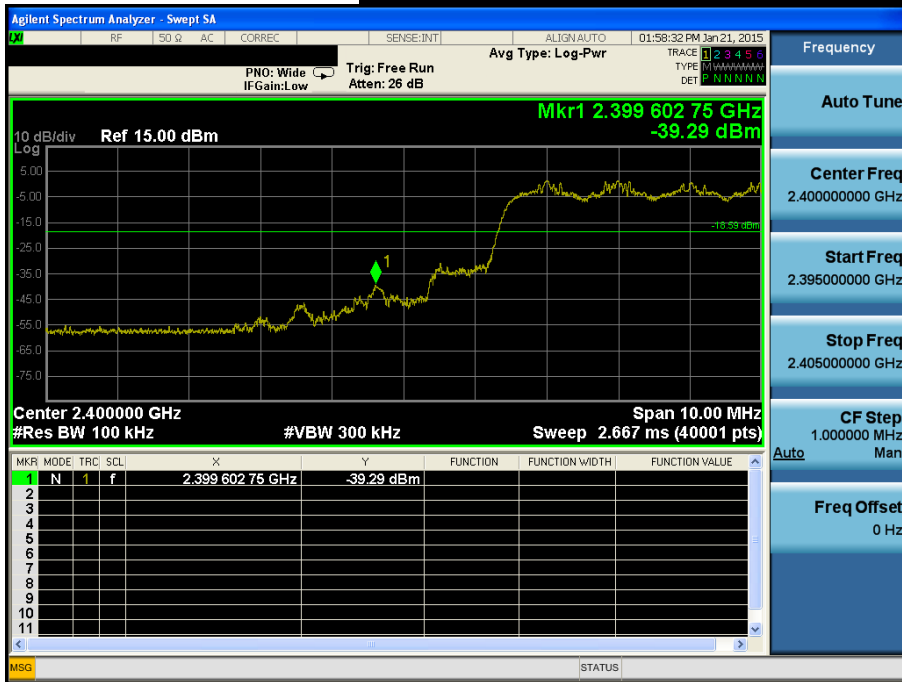 Agilent Spectrum Analyzer - Swept SA
LXI RF 50 Ω AC CORREC SENSE:INT ALIGN AUTO 01:58:32 PM Jan 21, 2015
Avg Type: Log-Pwr
TRACE 1 2 3 4 5 6
PNO: Wide Trig: Free Run
TYPE M W W W W W
IFGain:Low Atten: 26 dB
DET P N N N N N
Mkr1 2.399 602 75 GHz
-39.29 dBm
10 dB/div Ref 15.00 dBm
Log
5.00
-5.00
-15.0
-18.59 dBm
-25.0
1
-35.0
-45.0
-55.0
-65.0
-75.0
Center 2.400000 GHz Span 10.00 MHz
#Res BW 100 kHz #VBW 300 kHz Sweep 2.667 ms (40001 pts)
MKR MODE TRC SCL X Y FUNCTION FUNCTION WIDTH FUNCTION VALUE
1 N 1 f 2.399 602 75 GHz -39.29 dBm
2
3
4
5
6
7
8
9
10
11
MSG STATUS
Frequency
Auto Tune
Center Freq
2.400000000 GHz
Start Freq
2.395000000 GHz
Stop Freq
2.405000000 GHz
CF Step
1.000000 MHz
Auto Man
Freq Offset
0 Hz